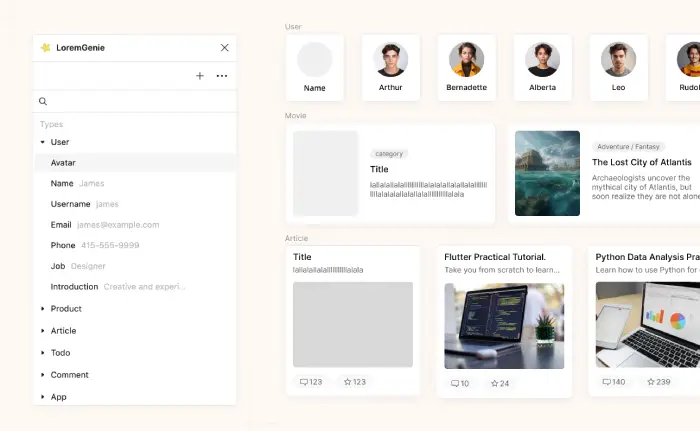 LoremGenie
Types
User
Avatar
Name James
Username james
Email james@example.com
Phone 415-555-9999
Job Designer
Introduction Creative and experi...
Product
Article
Todo
Comment
App
User
Name
Arthur
Bernadette
Alberta
Leo
Rudol
Movie
category
Title
Adventure / Fantasy
The Lost City of Atlantis
Archaeologists uncover the
mythical city of Atlantis, but
soon realize they are not alone
Article
Title
Flutter Practical Tutorial.
Take you from scratch to learn...
Python Data Analysis Pra
Learn how to use Python for
123
123
10
24
140
239